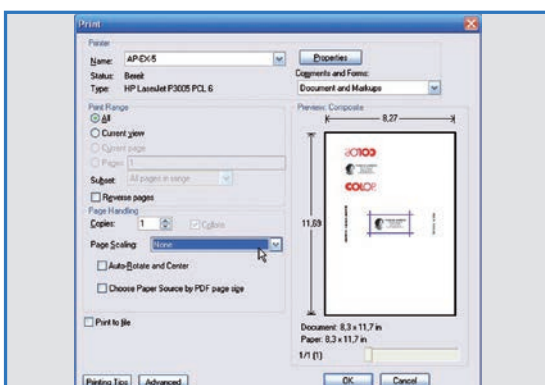 Print
Printer
Name: AP-EX-5
Properties
Status: Bereit
Comments and Forms:
Type: HP LaserJet P3005 PCL 6
Document and Markups
Print Range
Preview: Composite
All
8,27
Current view
Current page
Pages 1
Subset: All pages in range
Reverse pages
Page Handling
Copies: 1
Collate
11,69
Page Scaling: None
Auto-Rotate and Center
Choose Paper Source by PDF page size
Print to file
Document: 8,3 x 11,7 in
Paper: 8,3 x 11,7 in
1/1 (1)
Printing Tips
Advanced
OK
Cancel